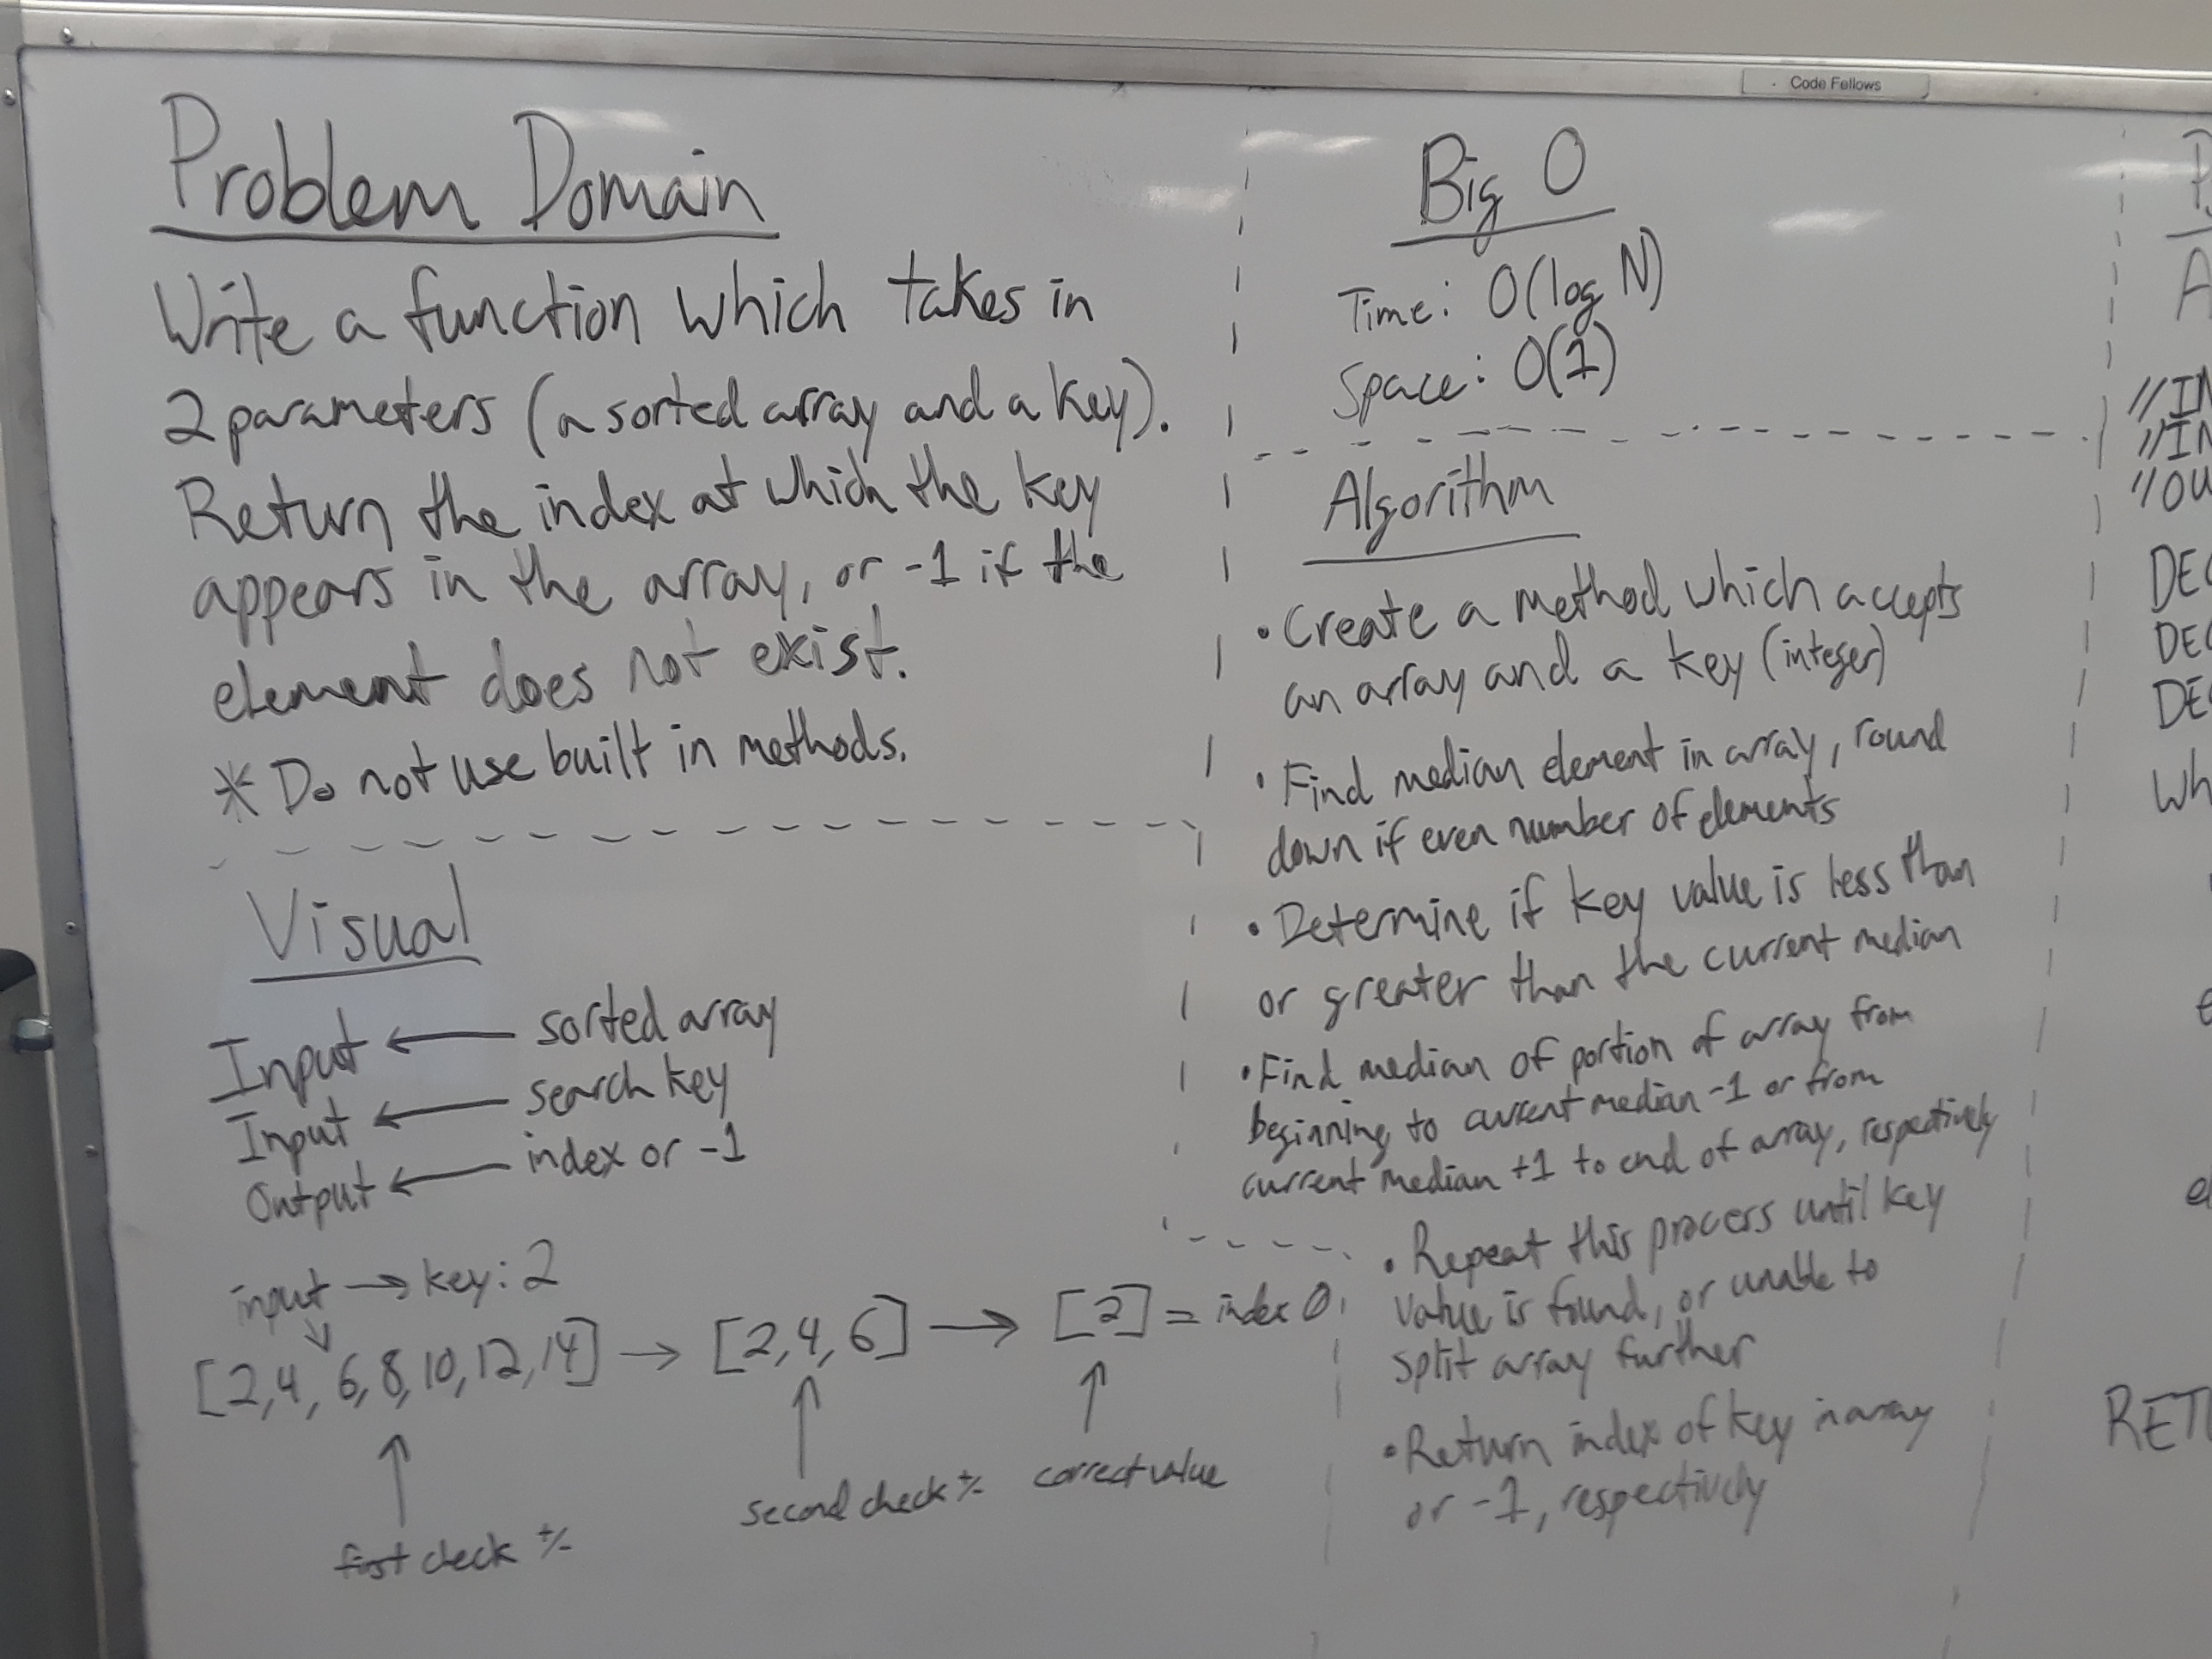 Code Fellows
Problem Domain
Write a function which takes in
2 parameters (a sorted array and a key).
Return the index at which the key
appears in the array, or -1 if the
element does not exist.
* Do not use built in methods.
Visual
Input ← sorted array
Input ← search key
Output ← index or -1
input → key: 2
[2,4,6,8,10,12,14] → [2,4,6] → [2] = index 0
first check +/-
second check +/-
correct value
Big O
Time: O(log N)
Space: O(1)
Algorithm
• Create a method which accepts
an array and a key (integer)
• Find median element in array, round
down if even number of elements
• Determine if key value is less than
or greater than the current median
• Find median of portion of array from
beginning to current median -1 or from
current median +1 to end of array, respectively
• Repeat this process until key
value is found, or unable to
split array further
• Return index of key in array
or -1, respectively
A
//IN
//IN
//OU
DEC
DEC
DEC
Wh
e
el
RETU